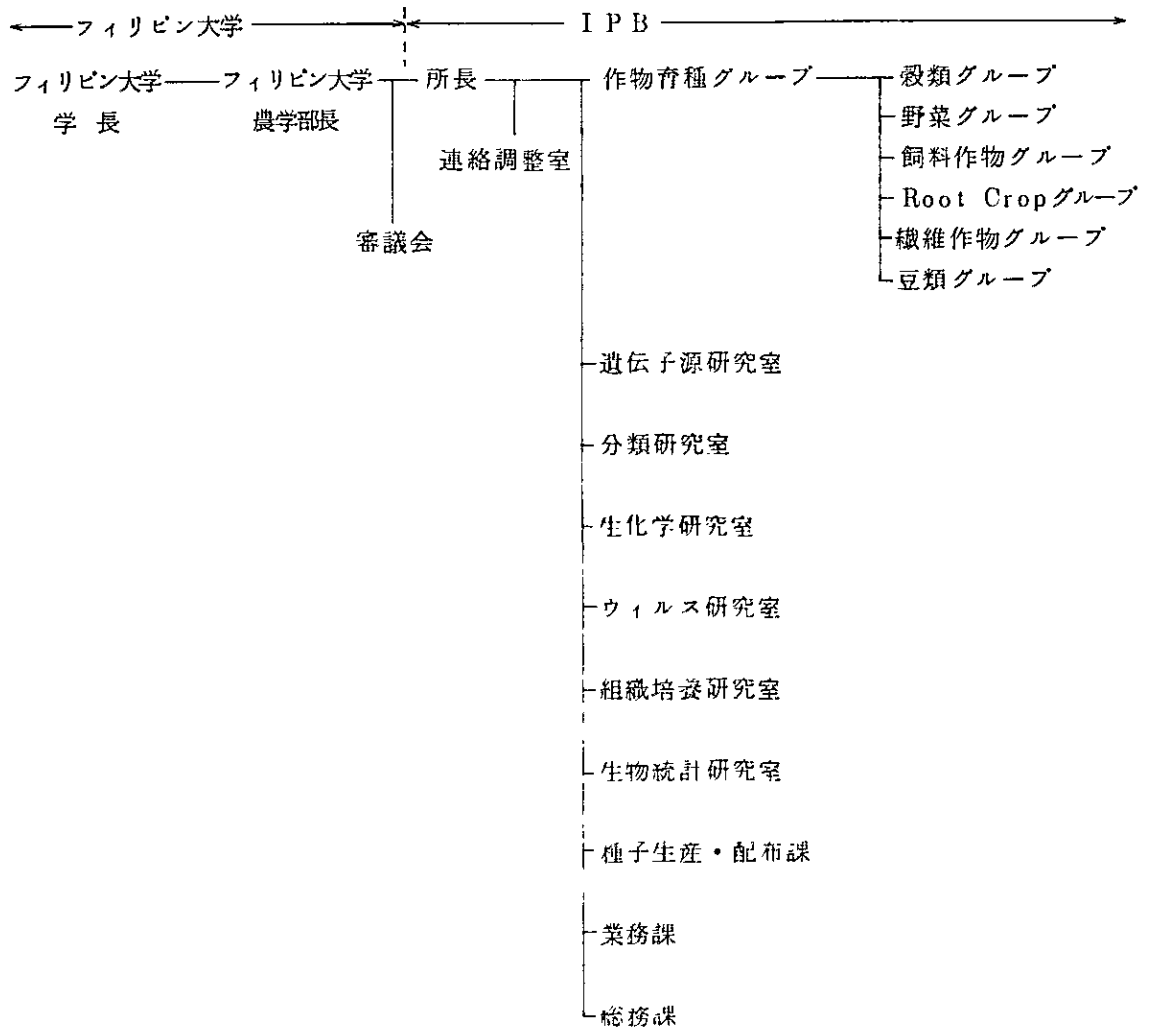 フィリピン大学 IPB
フィリピン大学 フィリピン大学 所長 作物育種グループ 穀類グループ
学長 農学部長 野菜グループ
連絡調整室 飼料作物グループ
Root Cropグループ
審議会 繊維作物グループ
豆類グループ
遺伝子源研究室
分類研究室
生化学研究室
ウィルス研究室
組織培養研究室
生物統計研究室
種子生産・配布課
業務課
総務課